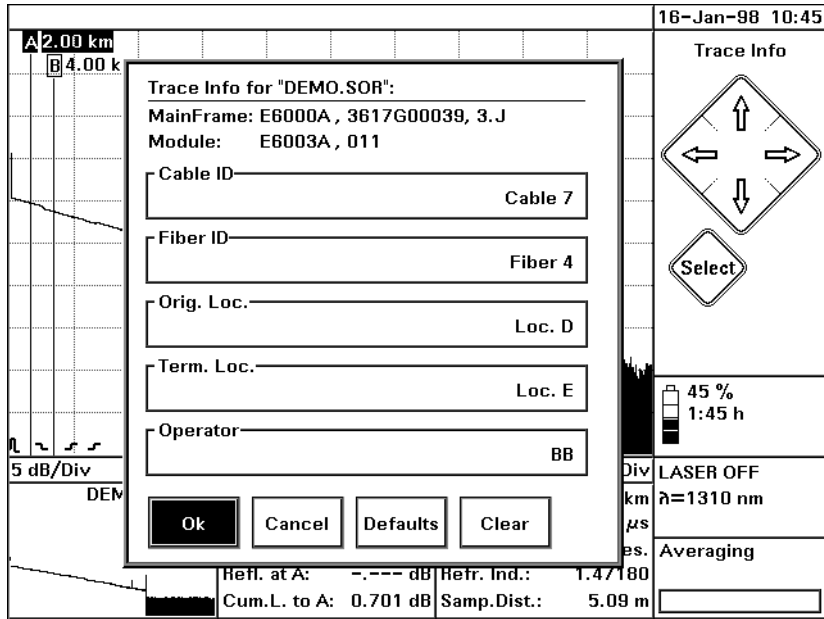 16-Jan-98 10:45
A 2.00 km
B 4.00 k
Trace Info
Trace Info for "DEMO.SOR":
MainFrame: E6000A , 3617G00039, 3.J
Module: E6003A , 011
Cable ID
Cable 7
Fiber ID
Fiber 4
Orig. Loc.
Loc. D
Term. Loc.
Loc. E
Operator
BB
Ok Cancel Defaults Clear
Select
45 %
1:45 h
5 dB/Div
Div
LASER OFF
λ=1310 nm
DEM
km
µs
es.
Averaging
Refl. at A: -.--- dB Refr. Ind.: 1.47180
Cum.L. to A: 0.701 dB Samp.Dist.: 5.09 m